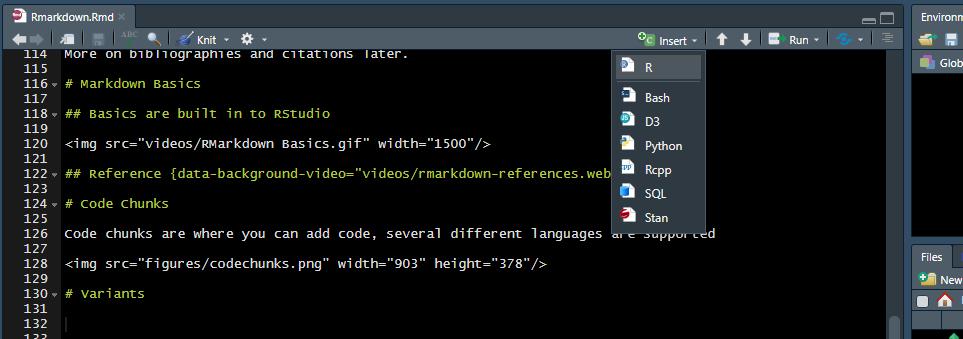 Rmarkdown.Rmd
Environm
ABC Knit Insert Run
Glob
114 More on bibliographies and citations later.
115
116 # Markdown Basics
117
118 ## Basics are built in to RStudio
119
120 <img src="videos/RMarkdown Basics.gif" width="1500"/>
121
122 ## Reference {data-background-video="videos/rmarkdown-references.web
123
124 # Code Chunks
125
126 Code chunks are where you can add code, several different languages are supported
127
128 <img src="figures/codechunks.png" width="903" height="378"/>
129
130 # Variants
131
132
133
R
Bash
D3
Python
Rcpp
SQL
Stan
Files
New